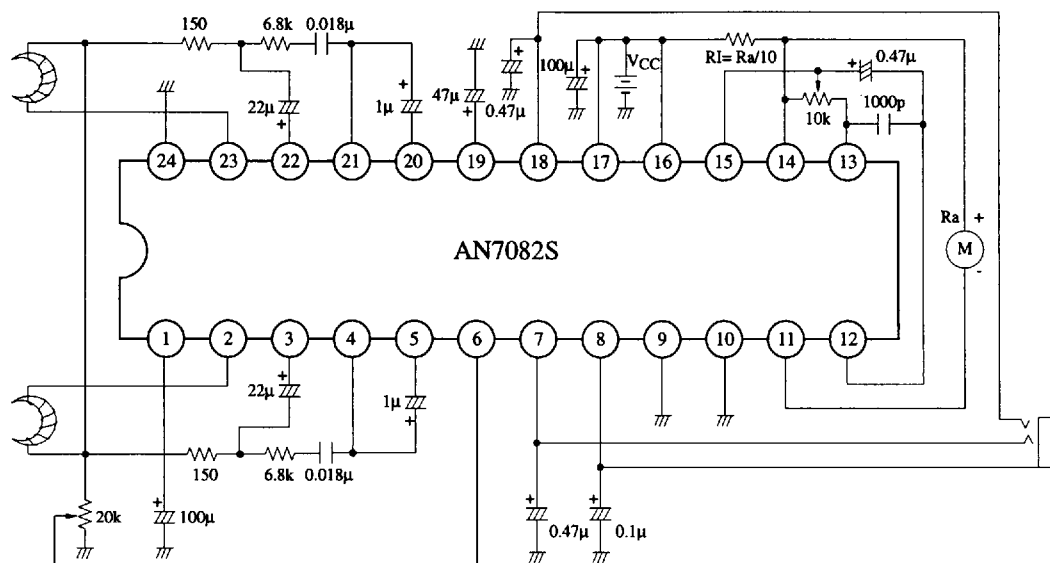 150
6.8k
0.018µ
22µ
+
1µ
+
47µ
+
0.47µ
+
100µ
+
VCC
RI= Ra/10
+
0.47µ
10k
1000p
24
23
22
21
20
19
18
17
16
15
14
13
AN7082S
Ra
+
M
-
1
2
3
4
5
6
7
8
9
10
11
12
22µ
+
1µ
+
150
6.8k
0.018µ
20k
+
100µ
+
0.47µ
+
0.1µ